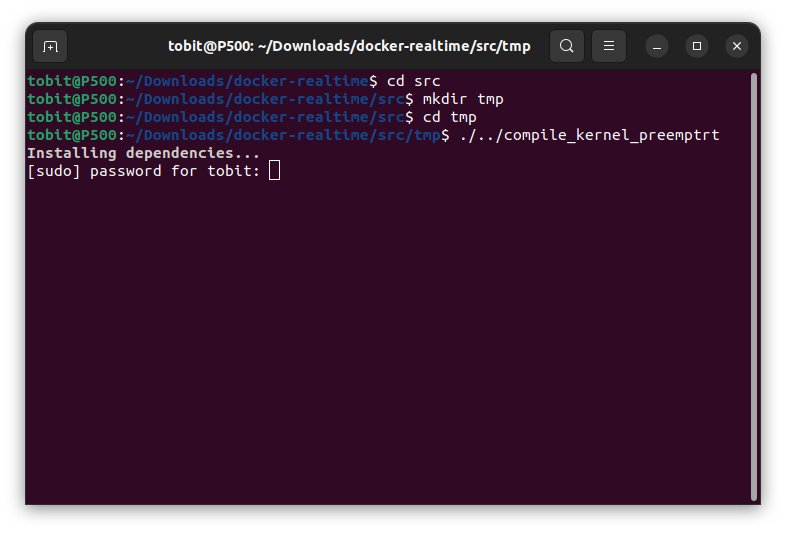 tobit@P500: ~/Downloads/docker-realtime/src/tmp
tobit@P500:~/Downloads/docker-realtime$ cd src
tobit@P500:~/Downloads/docker-realtime/src$ mkdir tmp
tobit@P500:~/Downloads/docker-realtime/src$ cd tmp
tobit@P500:~/Downloads/docker-realtime/src/tmp$ ./../compile_kernel_preemptrt
Installing dependencies...
[sudo] password for tobit: